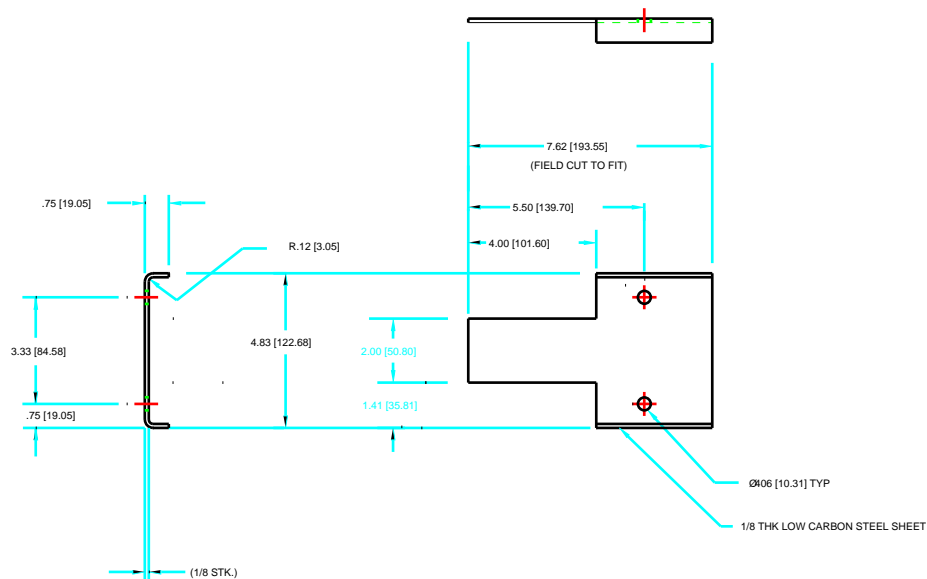 7.62 [193.55]
(FIELD CUT TO FIT)
.75 [19.05]
5.50 [139.70]
R.12 [3.05]
4.00 [101.60]
3.33 [84.58]
4.83 [122.68]
2.00 [50.80]
.75 [19.05]
1.41 [35.81]
Ø406 [10.31] TYP
1/8 THK LOW CARBON STEEL SHEET
(1/8 STK.)